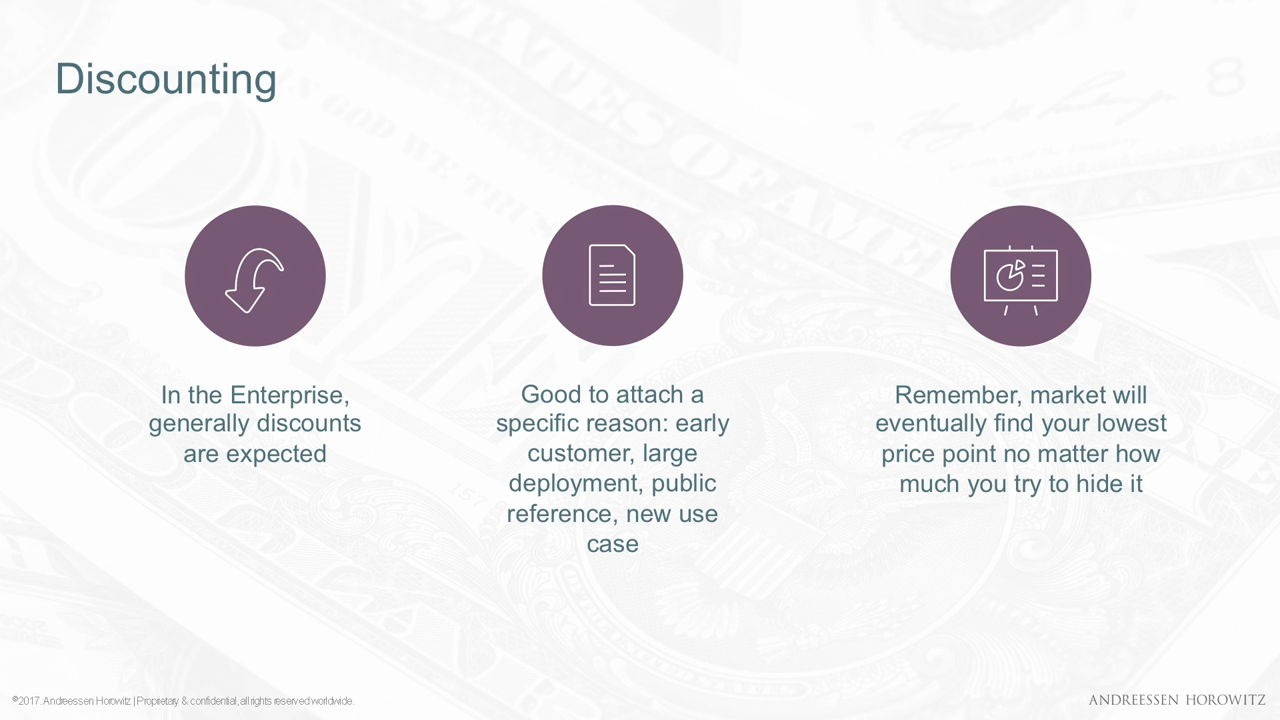 Discounting
In the Enterprise,
generally discounts
are expected
Good to attach a
specific reason: early
customer, large
deployment, public
reference, new use
case
Remember, market will
eventually find your lowest
price point no matter how
much you try to hide it
©2017. Andreessen Horowitz | Proprietary & confidential, all rights reserved worldwide.
ANDREESSEN HOROWITZ